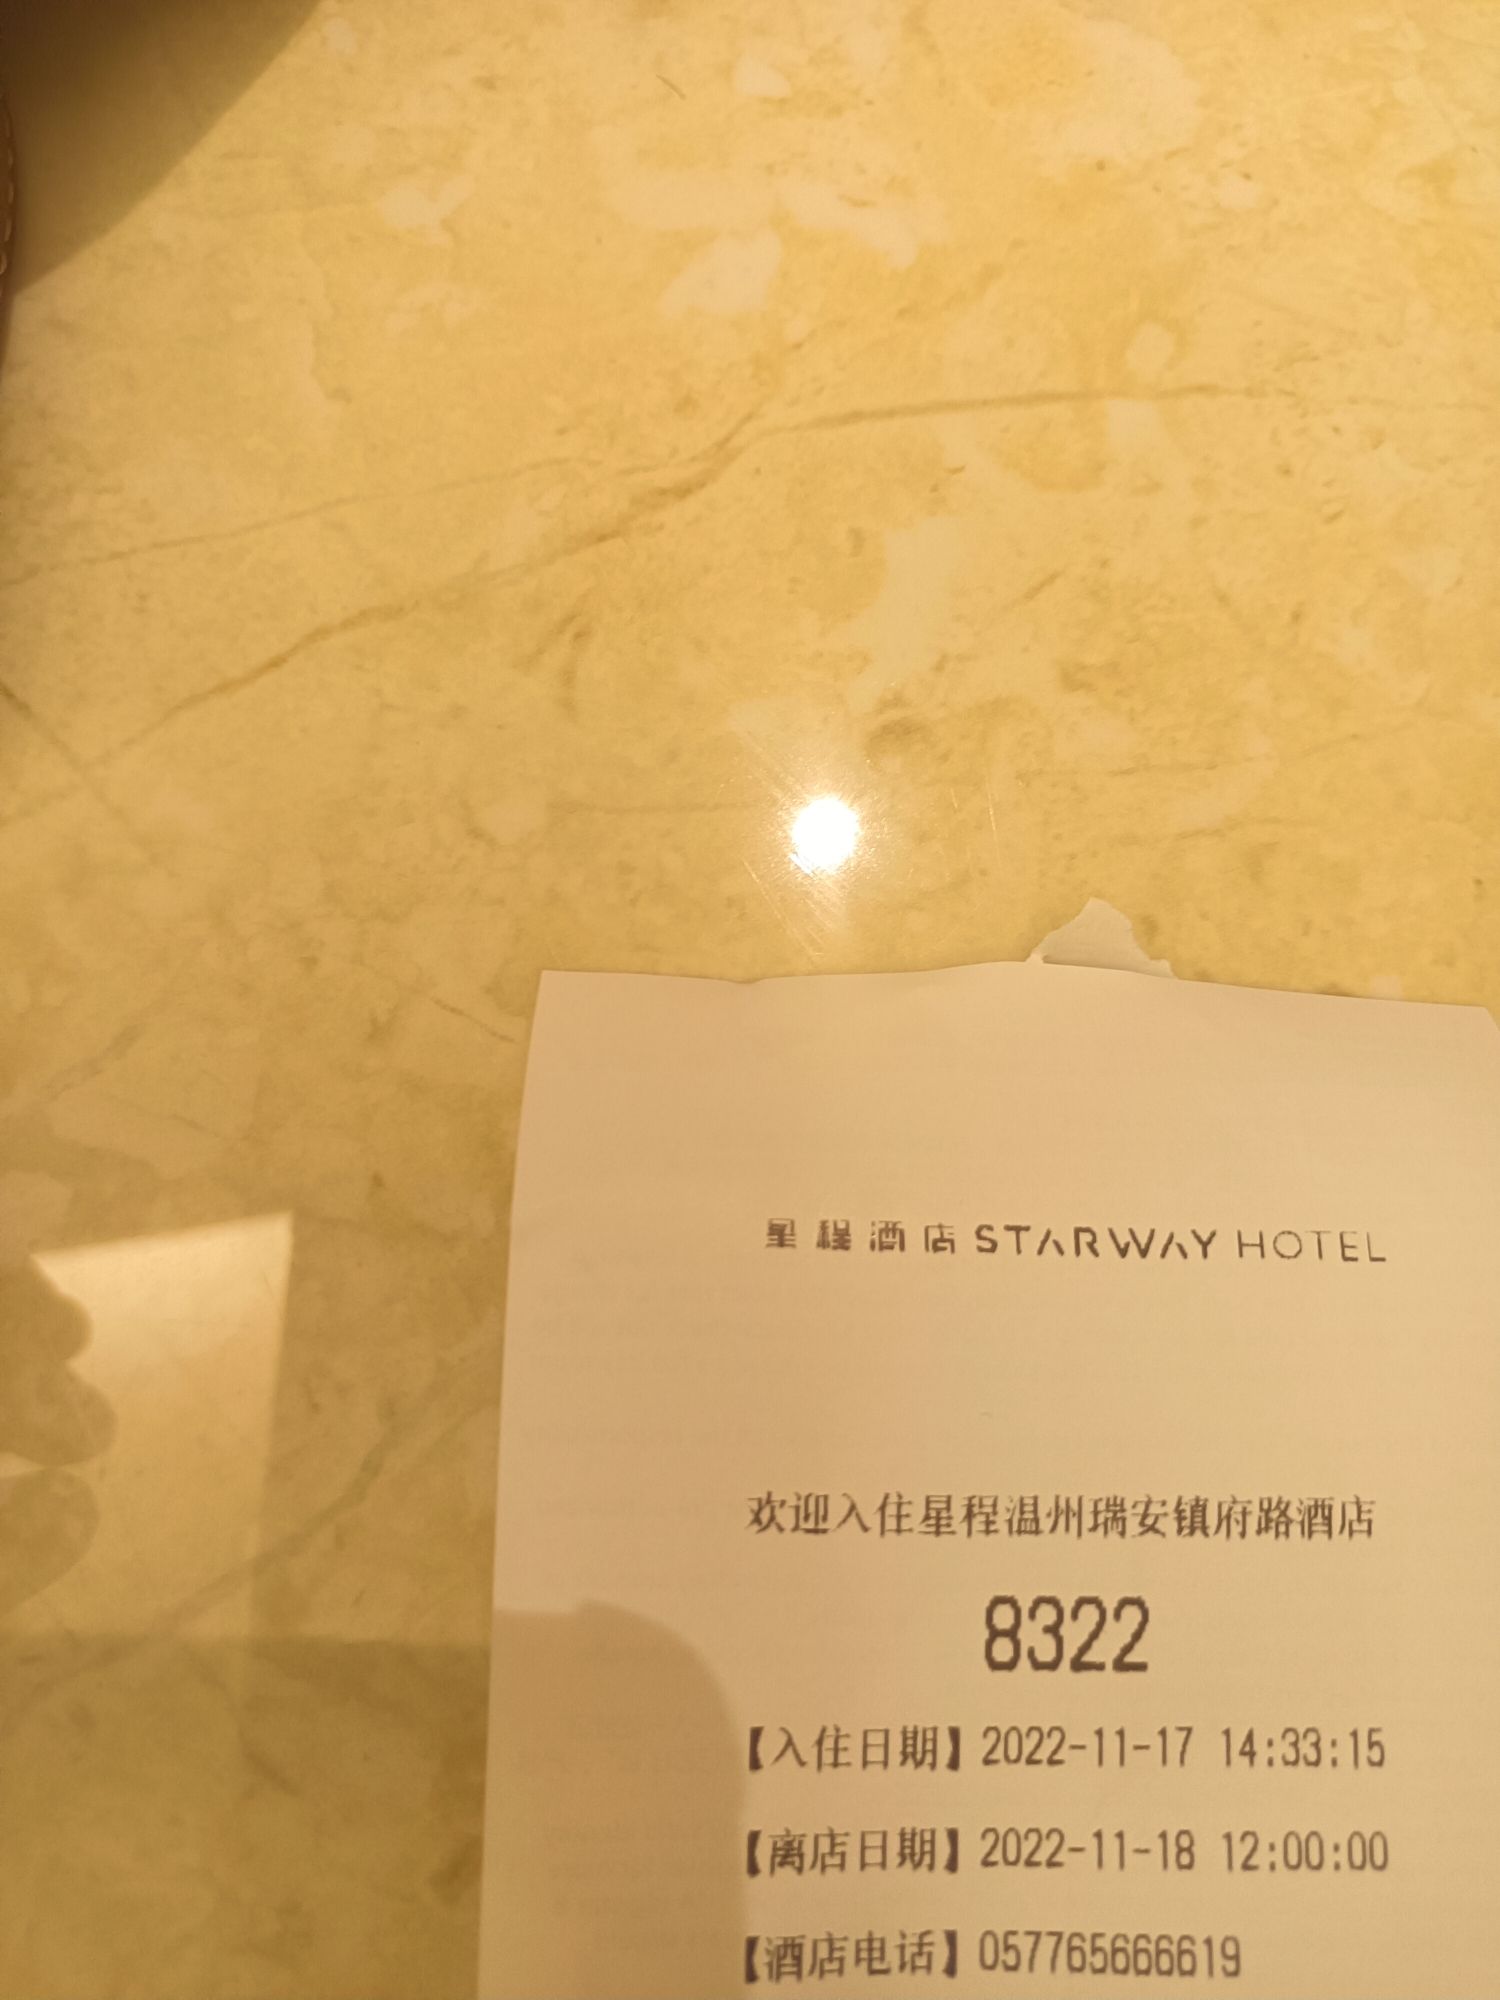 星程酒店 STARWAY HOTEL
欢迎入住星程温州瑞安镇府路酒店
8322
【入住日期】2022-11-17 14:33:15
【离店日期】2022-11-18 12:00:00
【酒店电话】057765666619